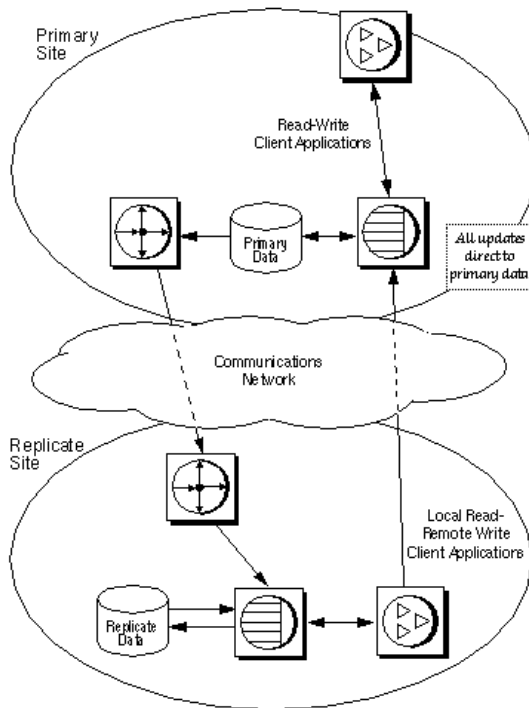 Primary
Site
Read-Write
Client Applications
Primary
Data
All updates
direct to
primary data
Communications
Network
Replicate
Site
Local Read-
Remote Write
Client Applications
Replicate
Data